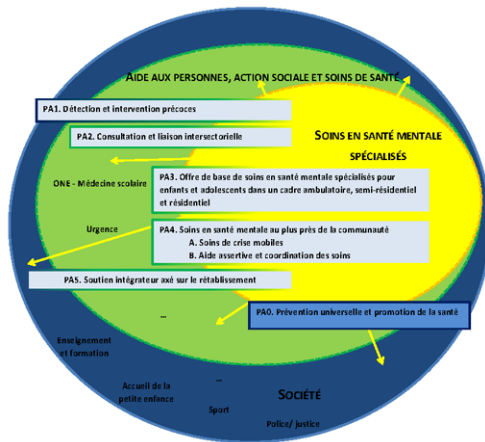 AIDE AUX PERSONNES, ACTION SOCIALE ET SOINS DE SANTÉ
PA1. Détection et intervention précoces
PA2. Consultation et liaison intersectorielle
SOINS EN SANTÉ MENTALE
SPÉCIALISÉS
PA3. Offre de base de soins en santé mentale spécialisés pour
enfants et adolescents dans un cadre ambulatoire, semi-résidentiel
et résidentiel
ONE - Médecine scolaire
Urgence
PA4. Soins en santé mentale au plus près de la communauté
A. Soins de crise mobiles
B. Aide assertive et coordination des soins
PA5. Soutien intégrateur axé sur le rétablissement
PA0. Prévention universelle et promotion de la santé
...
Enseignement
et formation
...
Accueil de la
petite enfance
Sport
SOCIÉTÉ
Police/ justice